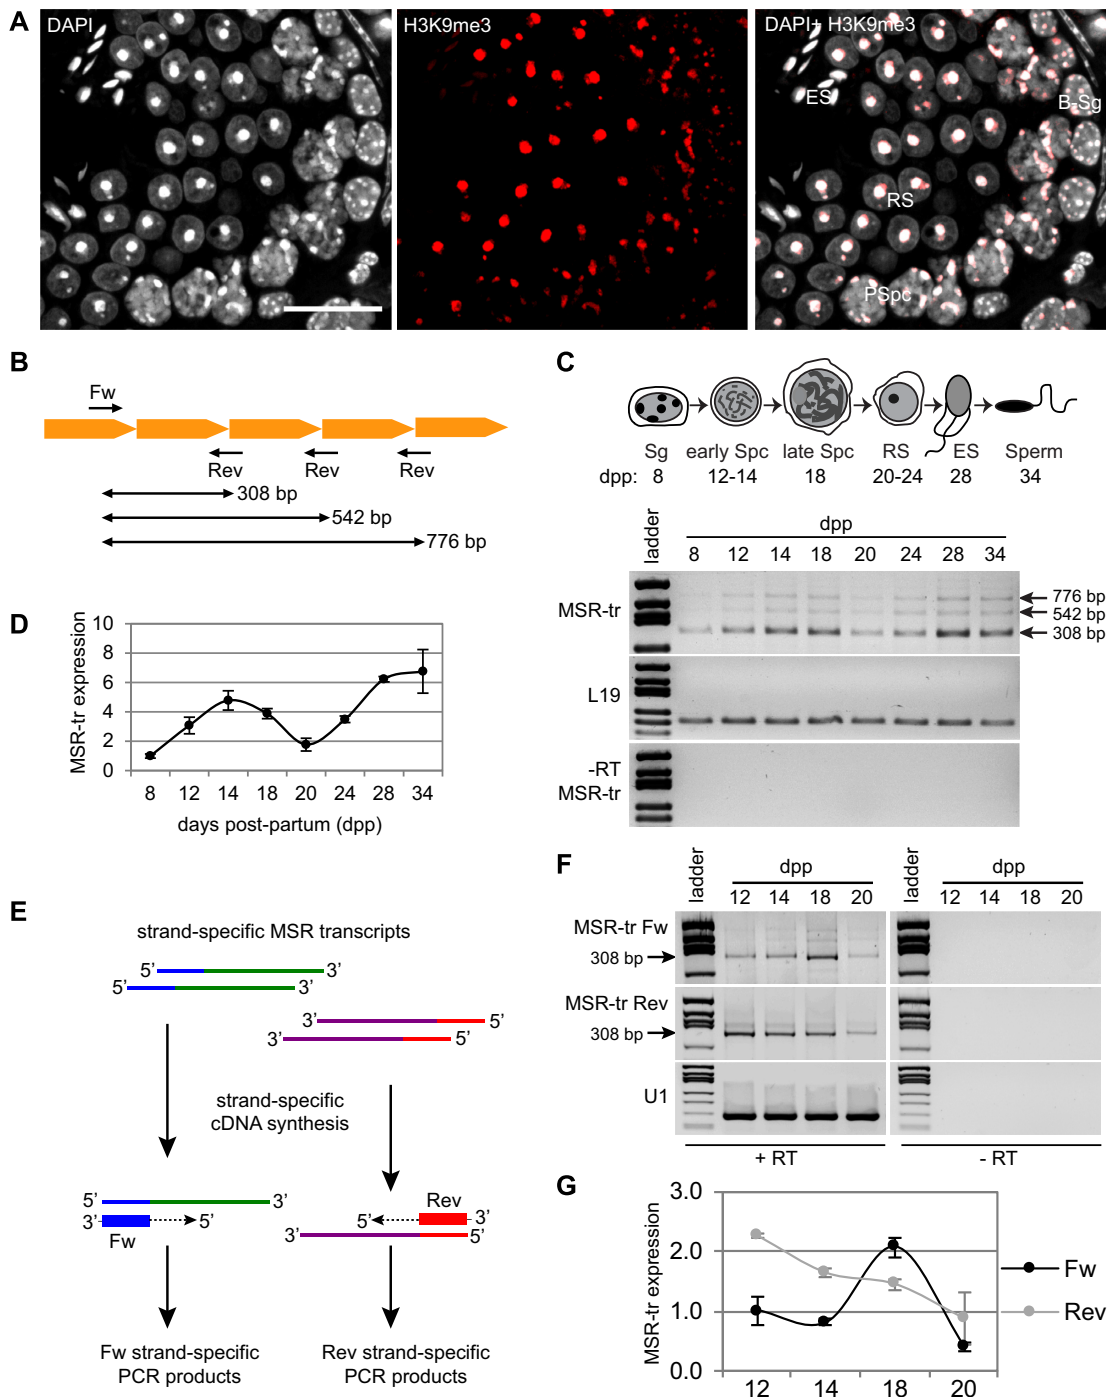 A
DAPI
H3K9me3
DAPI+ H3K9me3
ES
B-Sg
RS
PSpc
B
Fw
Rev
Rev
Rev
308 bp
542 bp
776 bp
C
Sg
early Spc
late Spc
RS
ES
Sperm
dpp:
8
12-14
18
20-24
28
34
ladder
dpp
8 12 14 18 20 24 28 34
MSR-tr
776 bp
542 bp
308 bp
L19
-RT
MSR-tr
D
MSR-tr expression
10
8
6
4
2
0
8 12 14 18 20 24 28 34
days post-partum (dpp)
E
strand-specific MSR transcripts
5’
3’
5’
3’
3’
5’
3’
5’
strand-specific
cDNA synthesis
5’
3’
3’
5’
Fw
Rev
5’
3’
3’
5’
Fw strand-specific
PCR products
Rev strand-specific
PCR products
F
ladder
dpp
12 14 18 20
ladder
dpp
12 14 18 20
MSR-tr Fw
308 bp
MSR-tr Rev
308 bp
U1
+ RT
- RT
G
MSR-tr expression
3.0
2.0
1.0
0.0
12 14 18 20
Fw
Rev